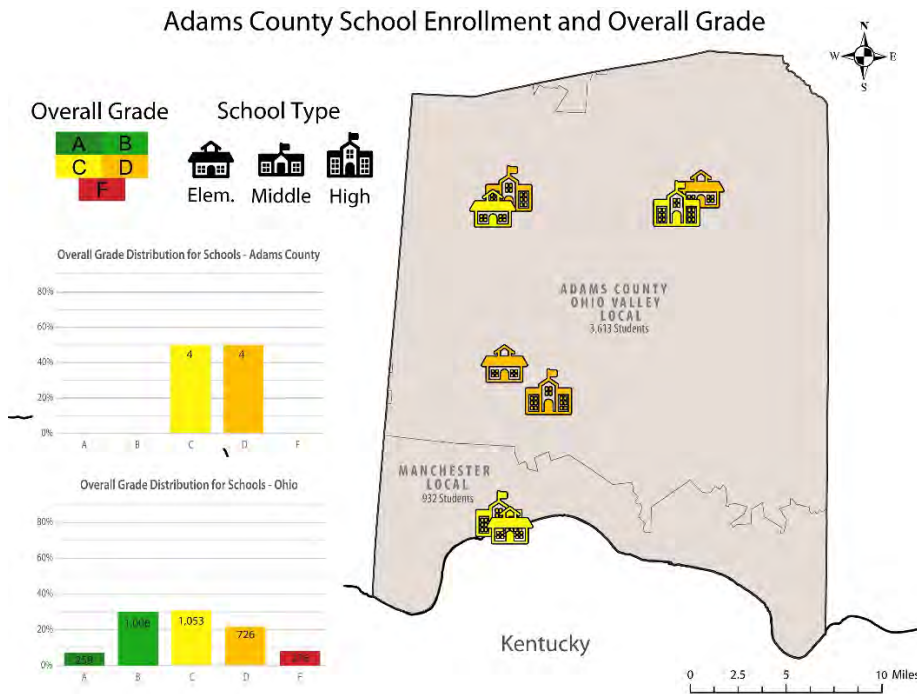 Adams County School Enrollment and Overall Grade
N
W E
S
Overall Grade
A B
C D
F
School Type
Elem. Middle High
Overall Grade Distribution for Schools - Adams County
80%
60%
40%
20%
0%
4 4
A B C D F
Overall Grade Distribution for Schools - Ohio
80%
60%
40%
20%
0%
1,053
726
A B C D F
ADAMS COUNTY
OHIO VALLEY
LOCAL
3,613 Students
MANCHESTER
LOCAL
932 Students
Kentucky
0 2.5 5 10 Miles